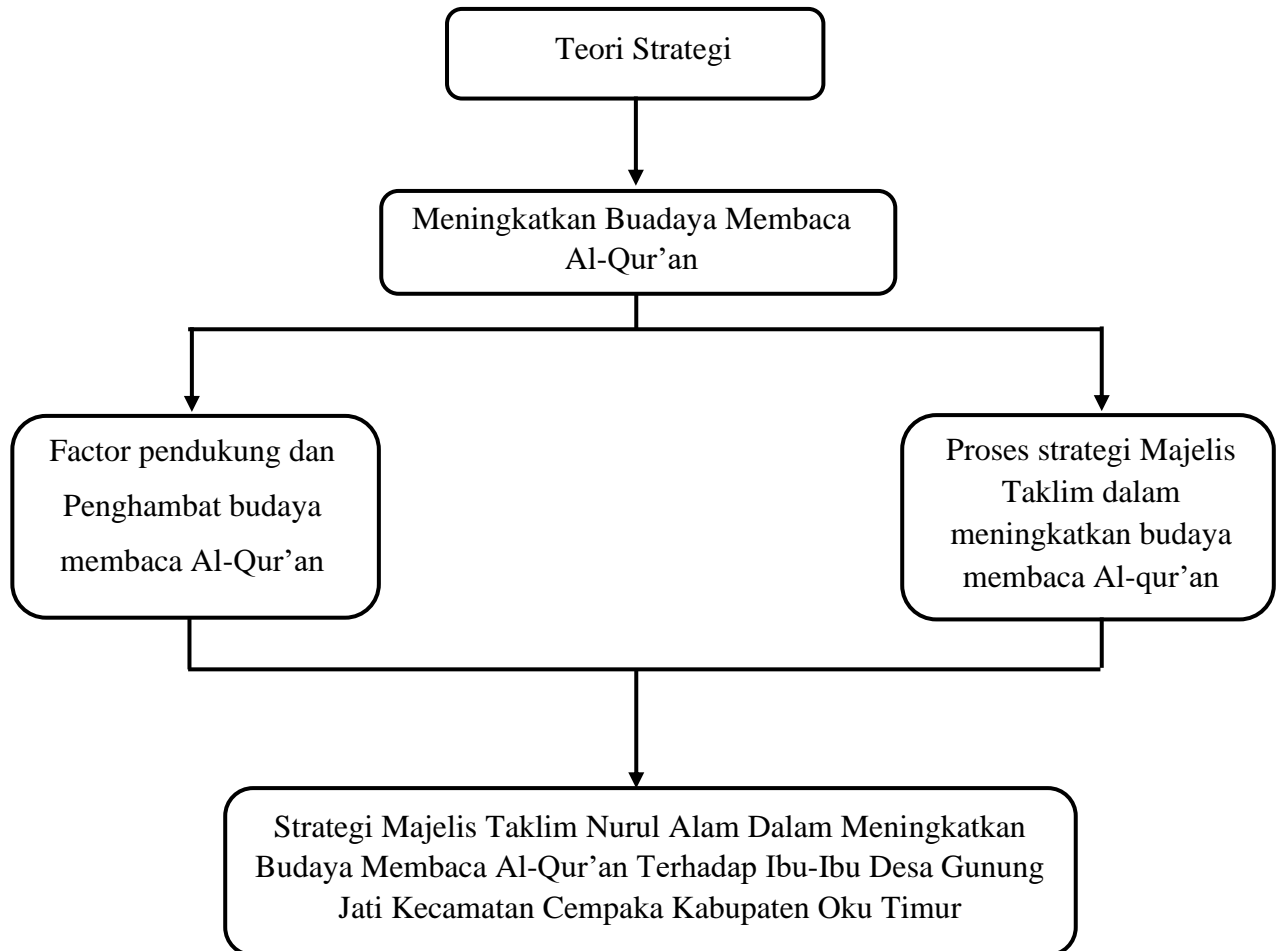 Teori Strategi
Meningkatkan Buadaya Membaca
Al-Qur’an
Factor pendukung dan
Penghambat budaya
membaca Al-Qur’an
Proses strategi Majelis
Taklim dalam
meningkatkan budaya
membaca Al-qur’an
Strategi Majelis Taklim Nurul Alam Dalam Meningkatkan
Budaya Membaca Al-Qur’an Terhadap Ibu-Ibu Desa Gunung
Jati Kecamatan Cempaka Kabupaten Oku Timur